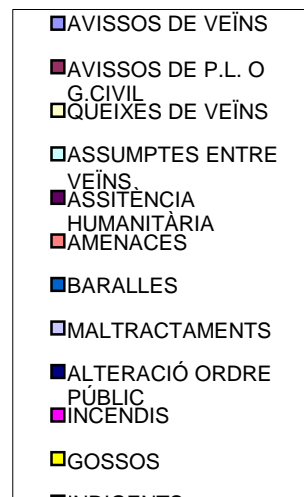 AVISSOS DE VEÏNS
AVISSOS DE P.L. O
G.CIVIL
QUEIXES DE VEÏNS
ASSUMPTES ENTRE
VEÏNS
ASSITÈNCIA
HUMANITÀRIA
AMENACES
BARALLES
MALTRACTAMENTS
ALTERACIÓ ORDRE
PÚBLIC
INCENDIS
GOSSOS
INDIGENTS